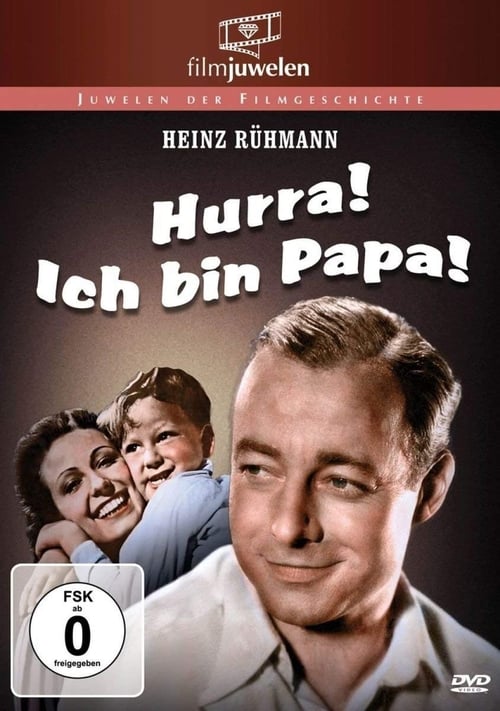 filmjuwelen
Juwelen der Filmgeschichte
HEINZ RÜHMANN
Hurra!
Ich bin Papa!
FSK
ab
0
freigegeben
DVD
VIDEO